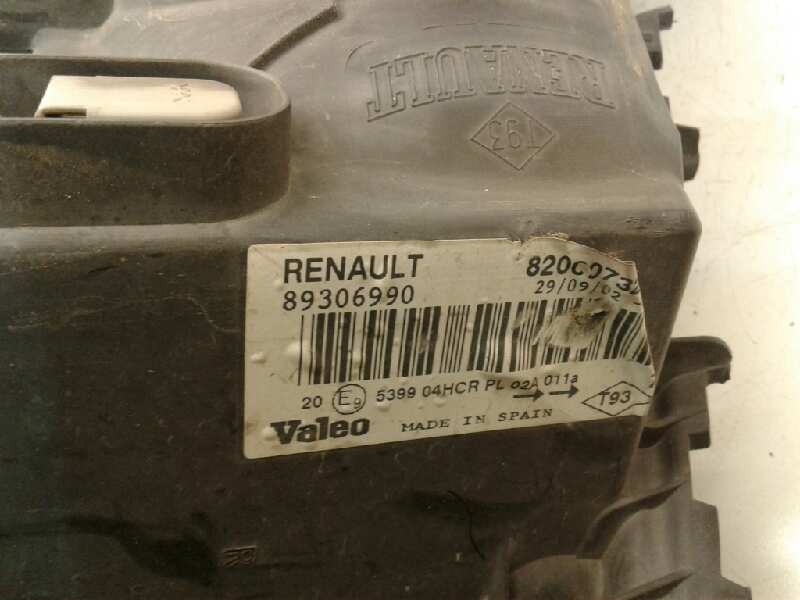 RENAULT
T93
RENAULT
89306990
29/09/02
20 E9 5399 04HCR PL 02A 011a
T93
Valeo MADE IN SPAIN